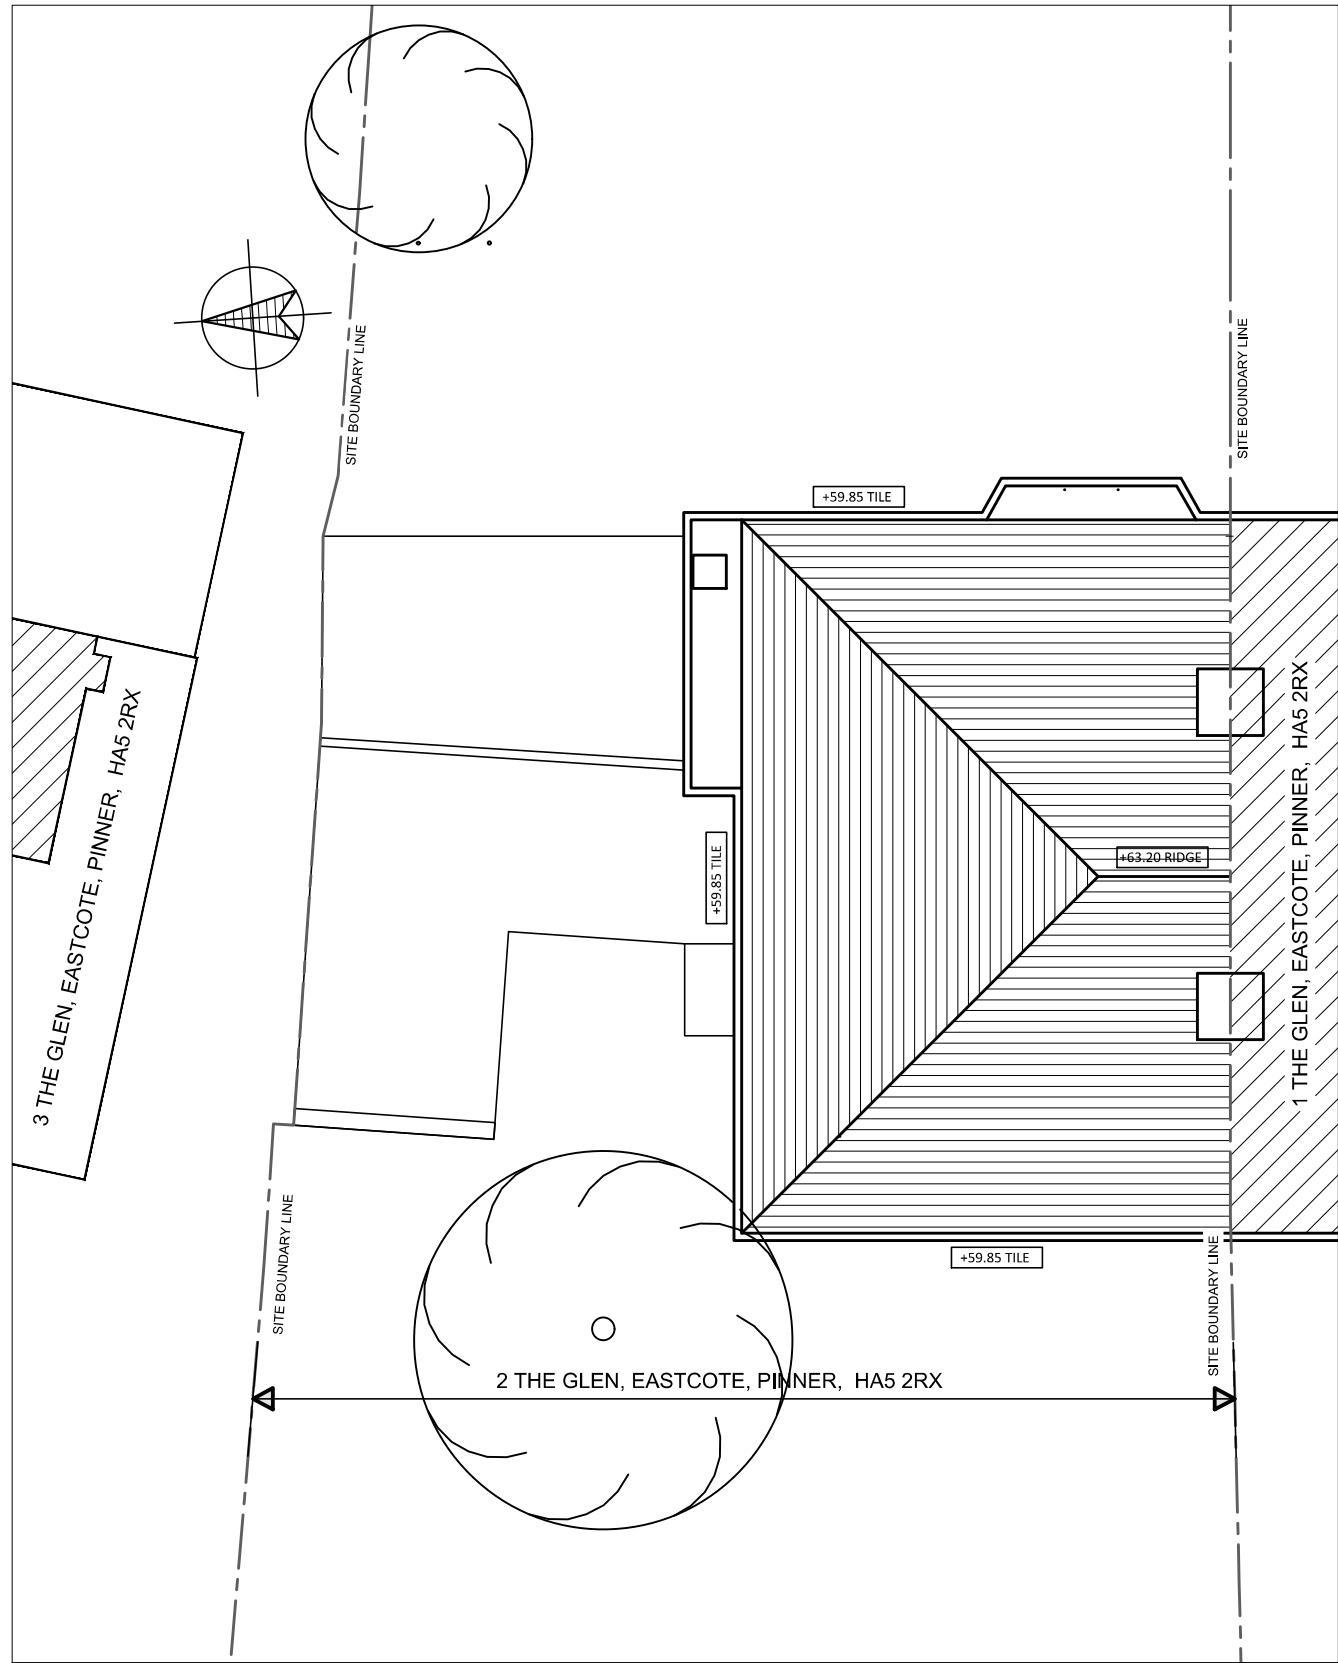 SITE BOUNDARY LINE
SITE BOUNDARY LINE
+59.85 TILE
3 THE GLEN, EASTCOTE, PINNER, HA5 2RX
1 THE GLEN, EASTCOTE, PINNER, HA5 2RX
+59.85 TILE
+63.20 RIDGE
SITE BOUNDARY LINE
SITE BOUNDARY LINE
+59.85 TILE
2 THE GLEN, EASTCOTE, PINNER, HA5 2RX